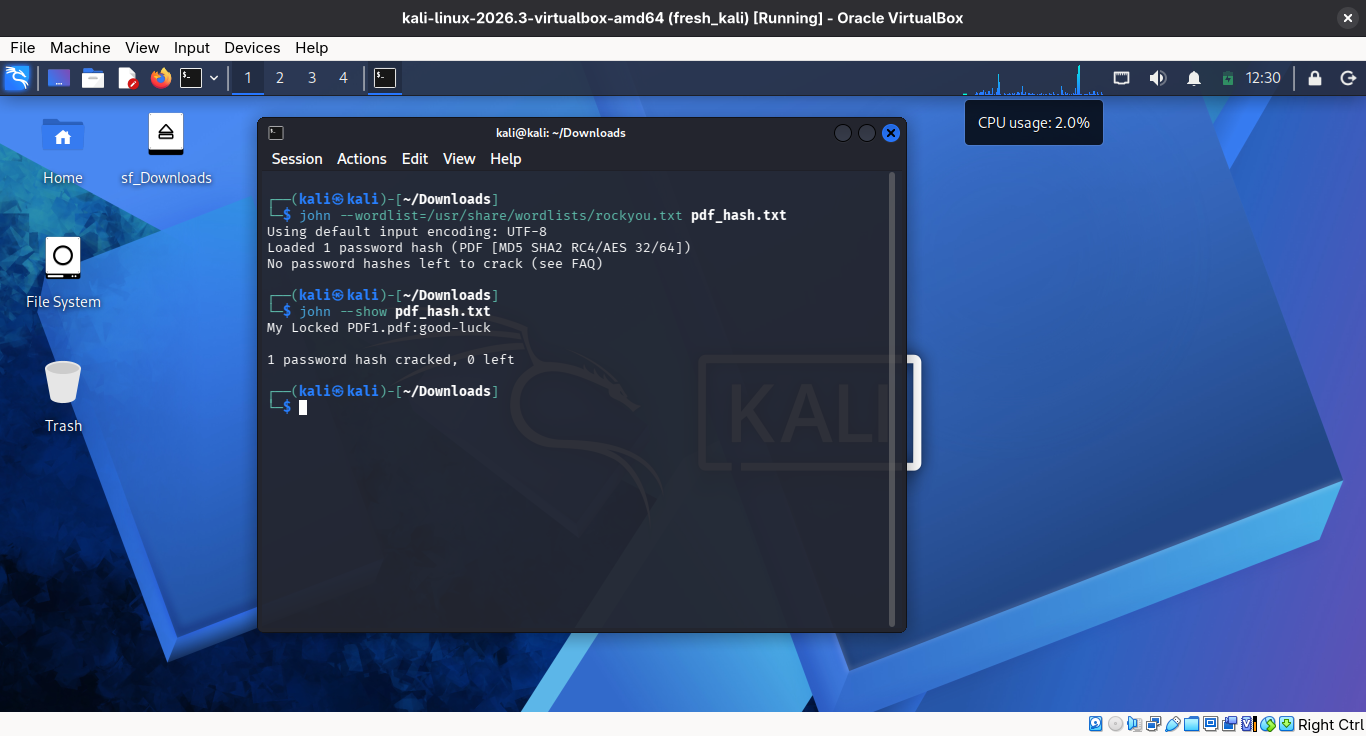 kali-linux-2026.3-virtualbox-amd64 (fresh_kali) [Running] - Oracle VirtualBox
File Machine View Input Devices Help
1 2 3 4 12:30
CPU usage: 2.0%
Home
sf_Downloads
File System
Trash
kali@kali: ~/Downloads
Session Actions Edit View Help
┌──(kali㉿kali)-[~/Downloads]
└─$ john --wordlist=/usr/share/wordlists/rockyou.txt pdf_hash.txt
Using default input encoding: UTF-8
Loaded 1 password hash (PDF [MD5 SHA2 RC4/AES 32/64])
No password hashes left to crack (see FAQ)
┌──(kali㉿kali)-[~/Downloads]
└─$ john --show pdf_hash.txt
My Locked PDF1.pdf:good-luck
1 password hash cracked, 0 left
┌──(kali㉿kali)-[~/Downloads]
└─$
KALI
Right Ctrl